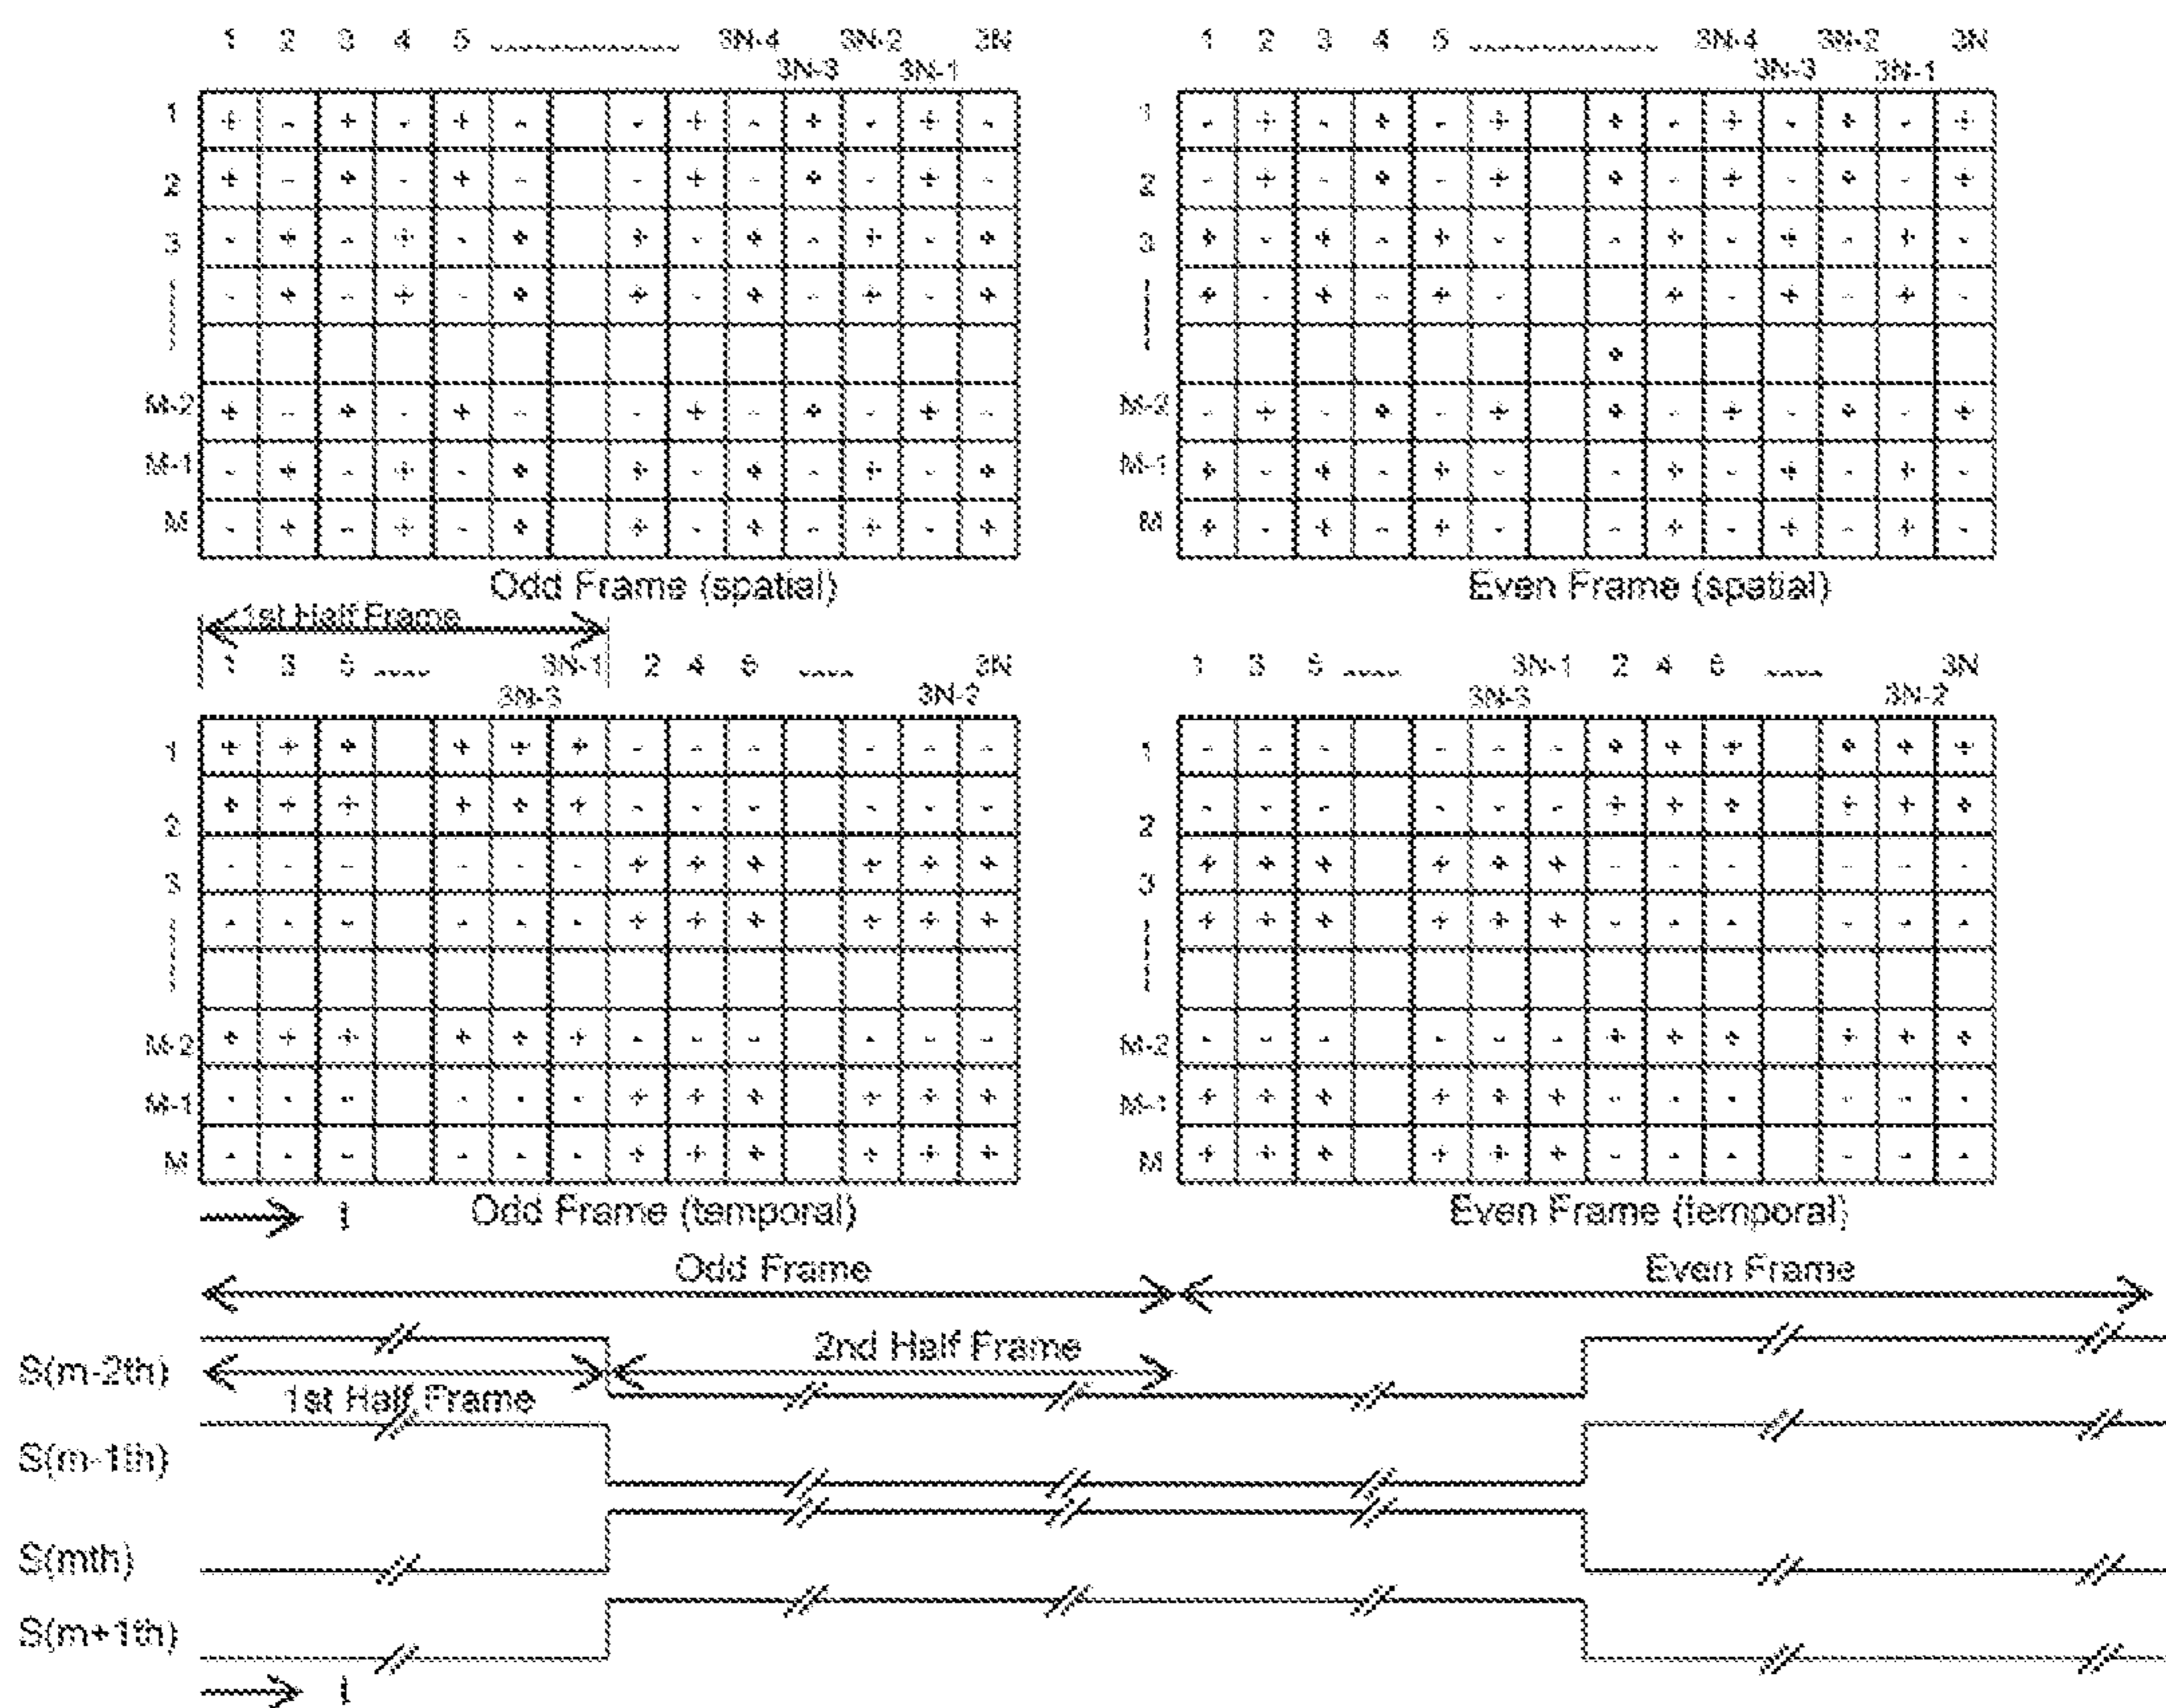 1 2 3 4 5 ................ 3N-4 3N-2 3N
3N-3 3N-1
1
2
3
M-2
M-1
M
Odd Frame (spatial)
1 2 3 4 5 ................ 3N-4 3N-2 3N
3N-3 3N-1
1
2
3
M-2
M-1
M
Even Frame (spatial)
1st Half Frame
1 3 5 ..... 3N-1 2 4 6 ..... 3N
3N-3 3N-2
1
2
3
M-2
M-1
M
t Odd Frame (temporal)
1 3 5 ..... 3N-1 2 4 6 ..... 3N
3N-3 3N-2
1
2
3
M-2
M-1
M
Even Frame (temporal)
Odd Frame Even Frame
S(m-2th) 2nd Half Frame
1st Half Frame
S(m-1th)
S(mth)
S(m+1th)
t